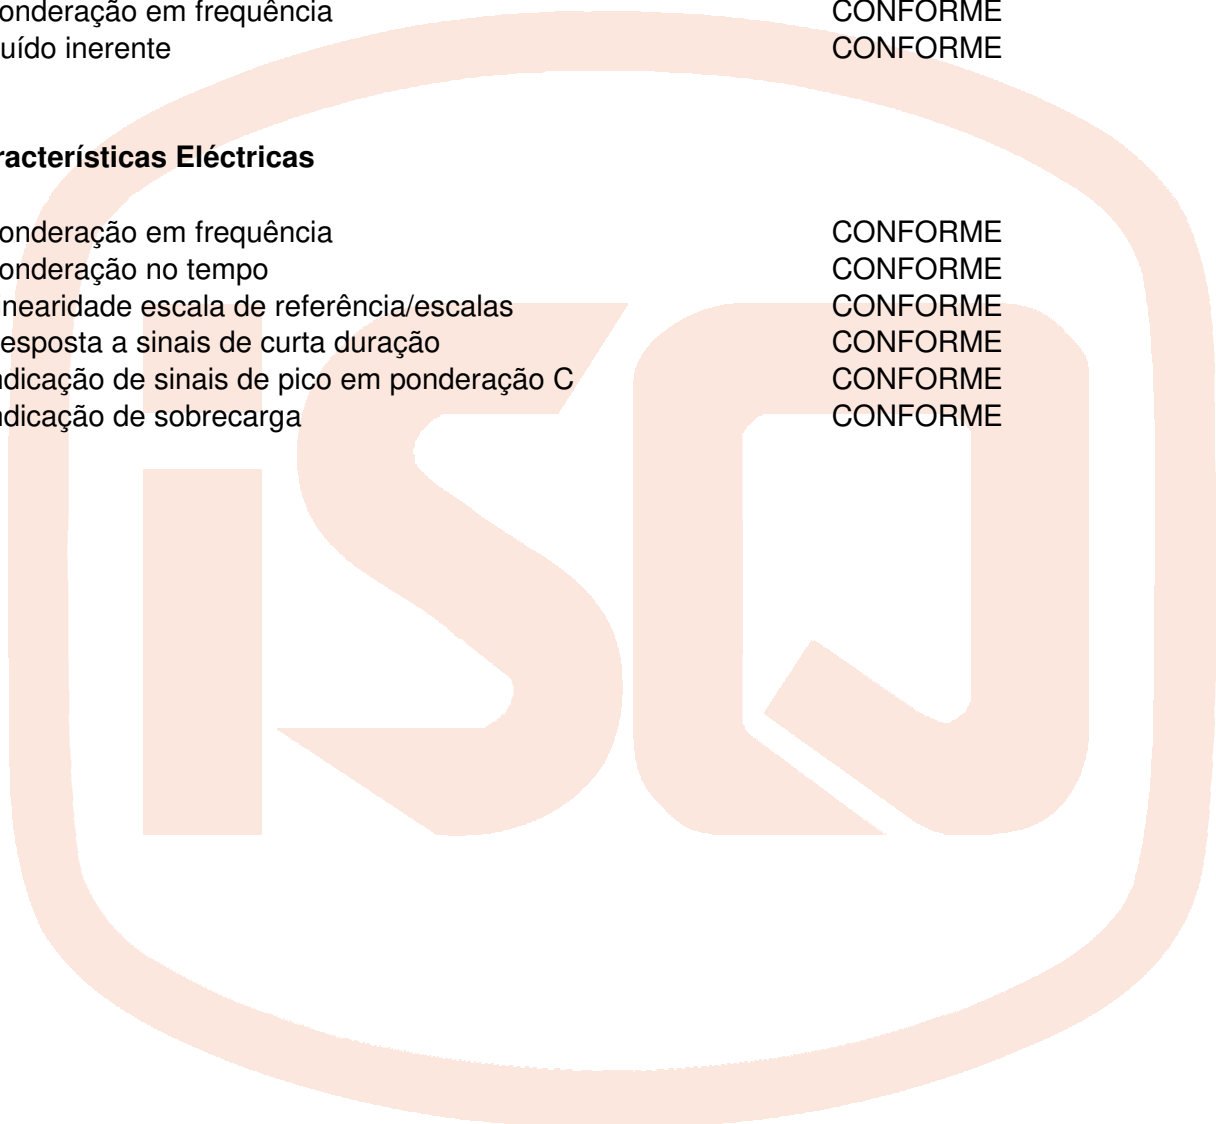 onderação em frequência CONFORME
uído inerente CONFORME
racterísticas Eléctricas
onderação em frequência CONFORME
onderação no tempo CONFORME
inearidade escala de referência/escalas CONFORME
esposta a sinais de curta duração CONFORME
ndicação de sinais de pico em ponderação C CONFORME
ndicação de sobrecarga CONFORME
iSQ